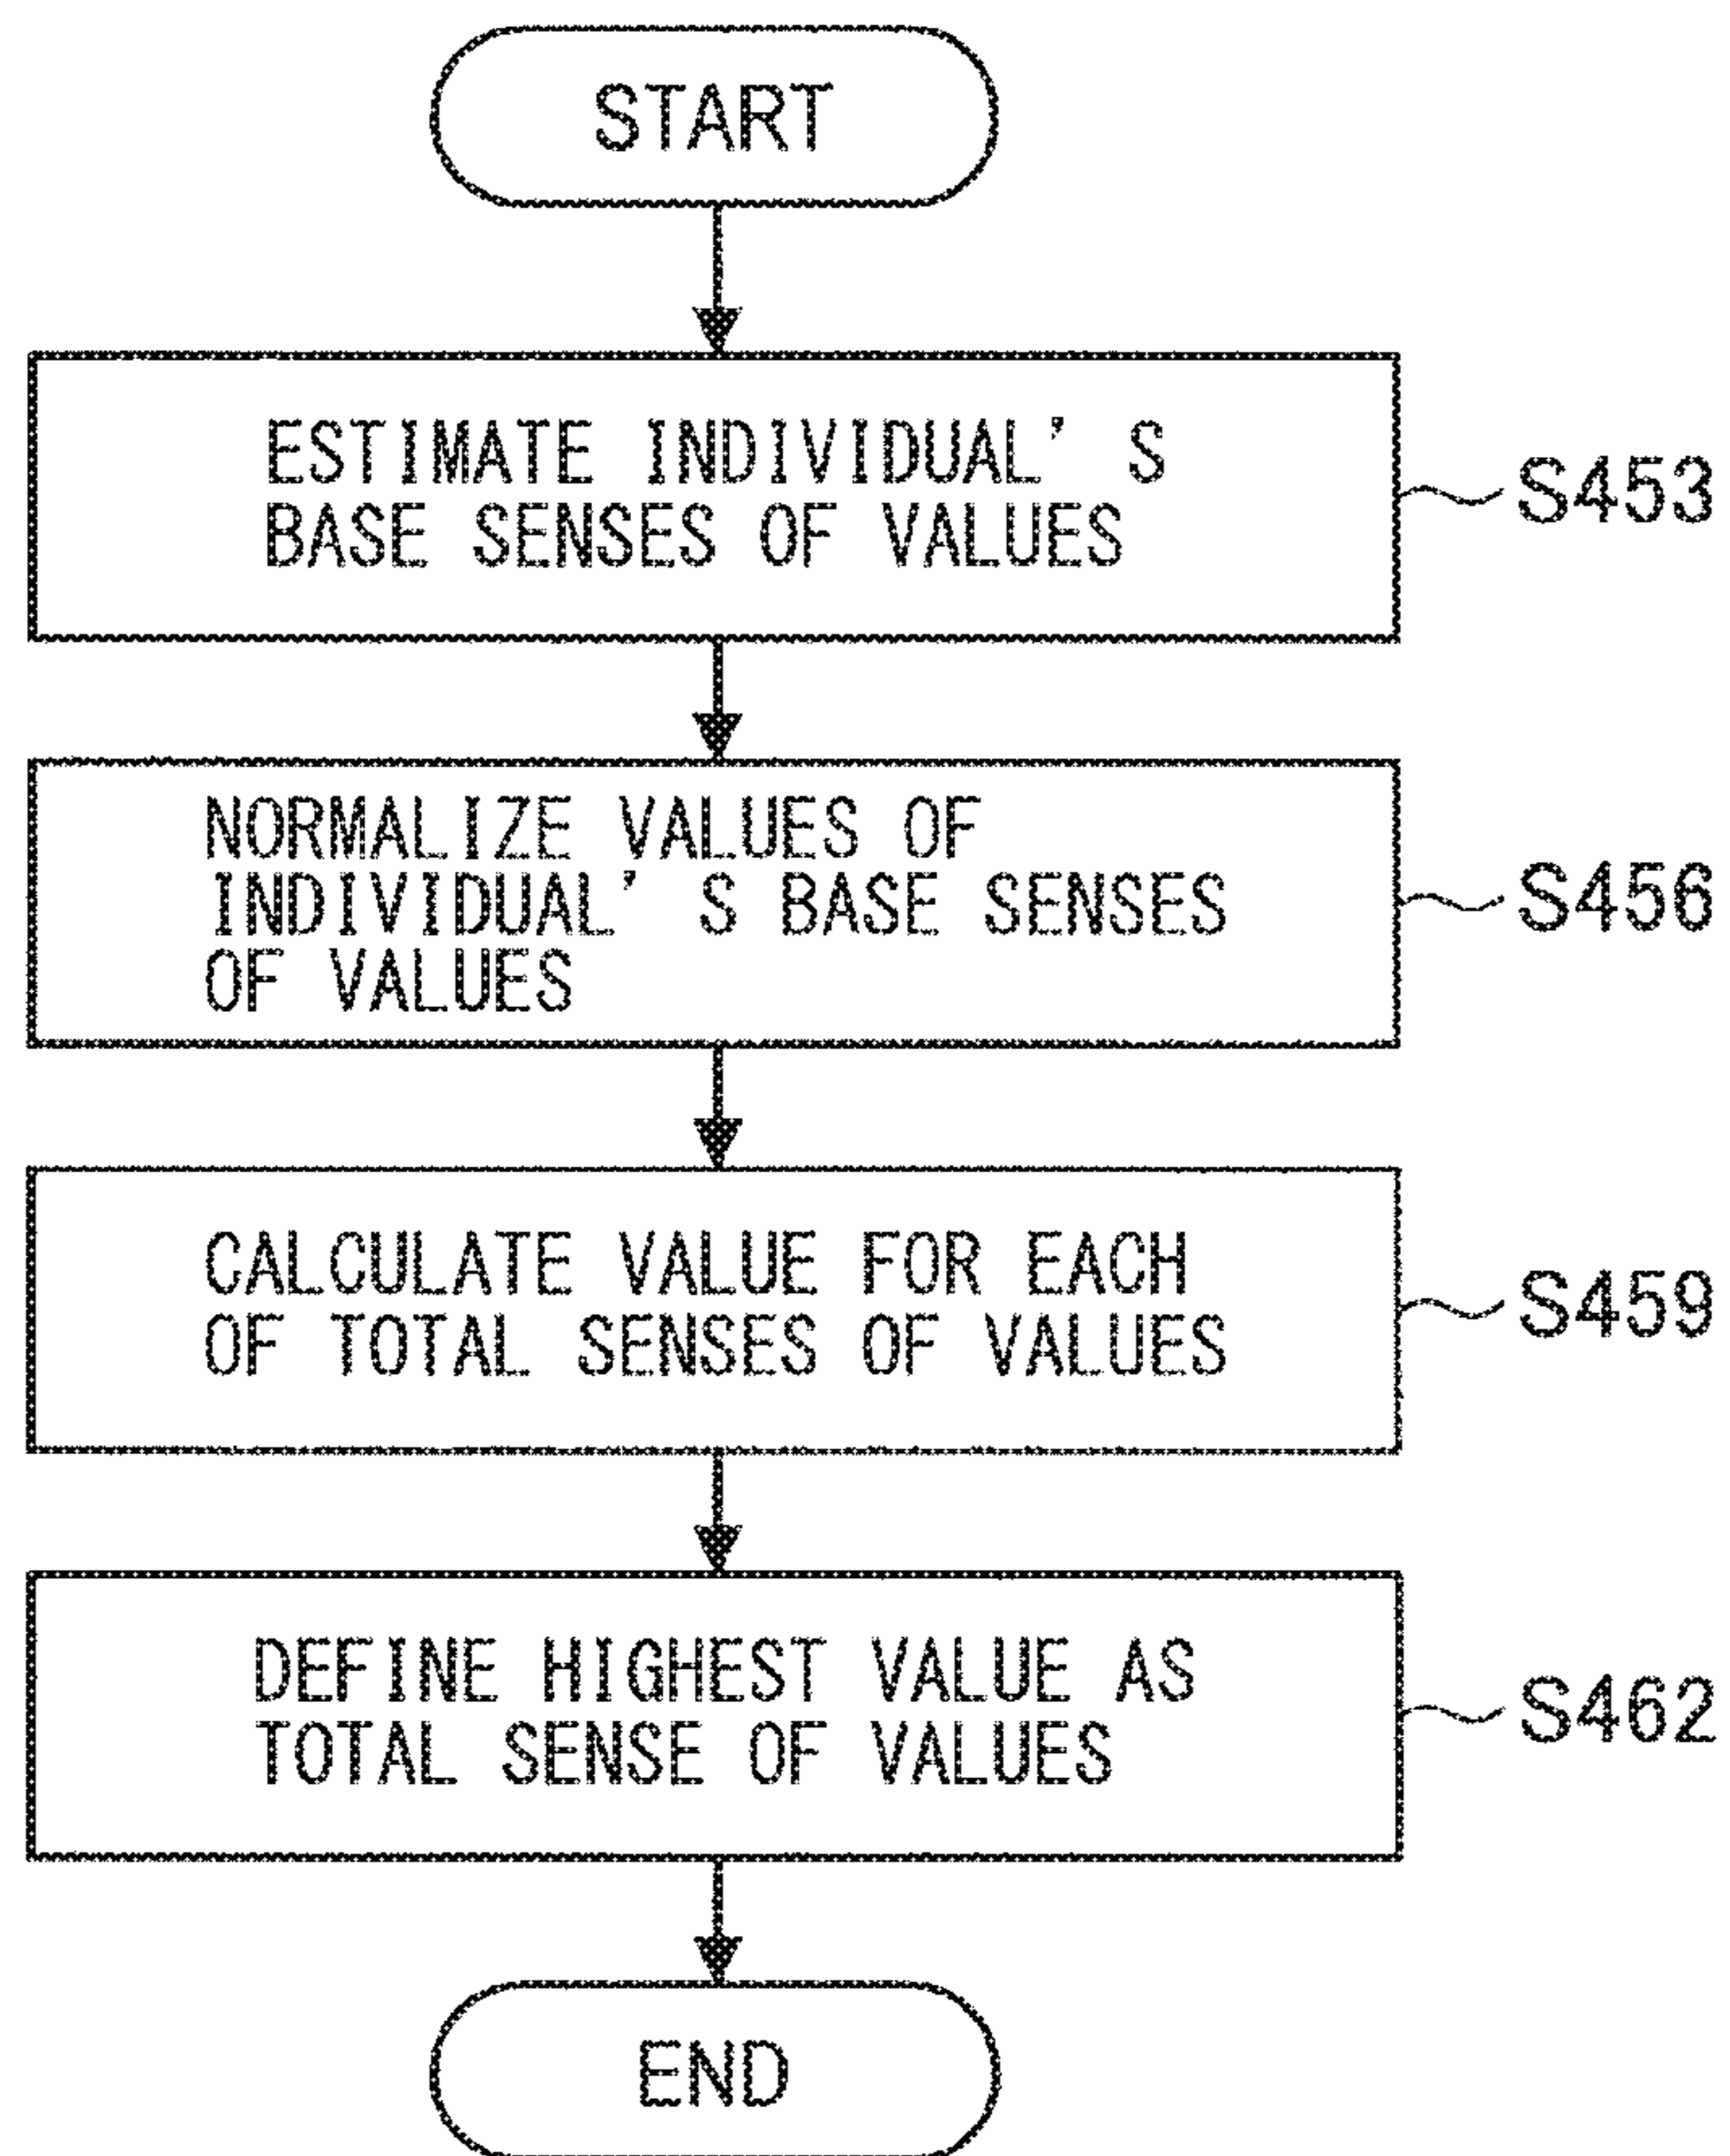 START
ESTIMATE INDIVIDUAL'S
BASE SENSES OF VALUES
S453
NORMALIZE VALUES OF
INDIVIDUAL'S BASE SENSES
OF VALUES
S456
CALCULATE VALUE FOR EACH
OF TOTAL SENSES OF VALUES
S459
DEFINE HIGHEST VALUE AS
TOTAL SENSE OF VALUES
S462
END